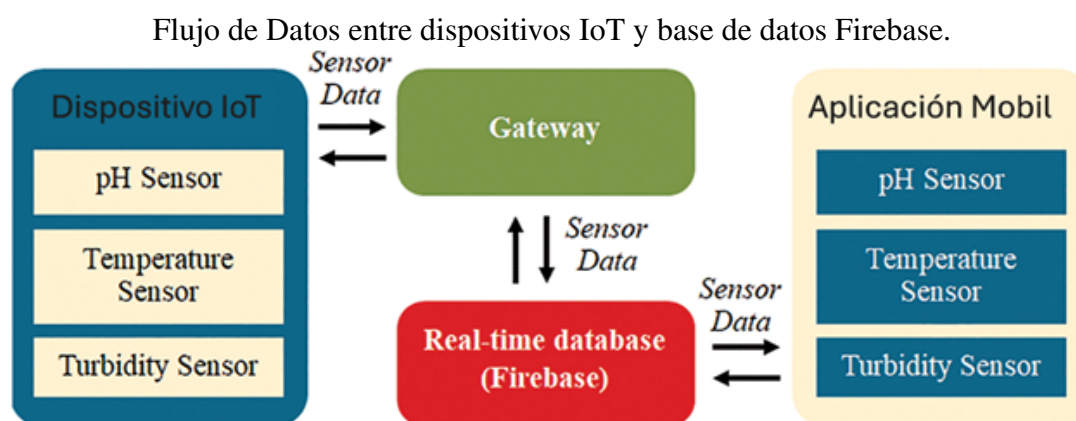 Flujo de Datos entre dispositivos IoT y base de datos Firebase.
Dispositivo IoT
pH Sensor
Temperature
Sensor
Turbidity Sensor
Sensor
Data
Gateway
Sensor
Data
Real-time database
(Firebase)
Sensor
Data
Aplicación Mobil
pH Sensor
Temperature
Sensor
Turbidity Sensor